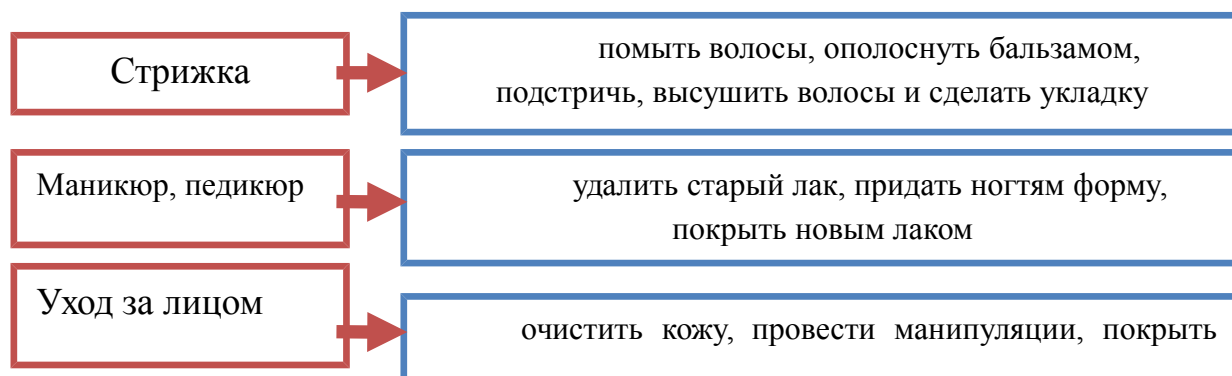 Стрижка
помыть волосы, ополоснуть бальзамом,
подстричь, высушить волосы и сделать укладку
Маникюр, педикюр
удалить старый лак, придать ногтям форму,
покрыть новым лаком
Уход за лицом
очистить кожу, провести манипуляции, покрыть